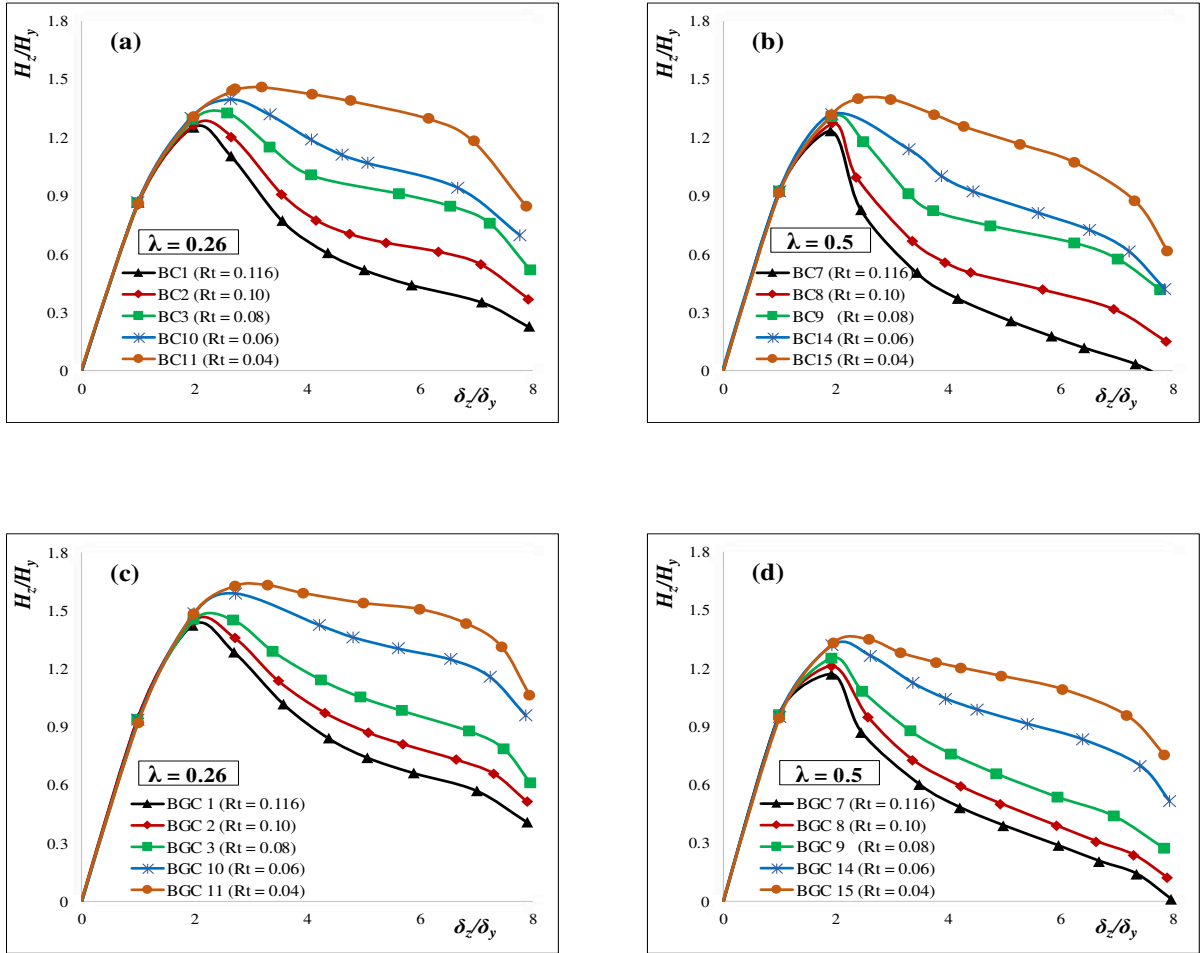 H_z/H_y
1.8
1.5
1.2
0.9
0.6
0.3
0
(a)
λ = 0.26
BC1 (Rt = 0.116)
BC2 (Rt = 0.10)
BC3 (Rt = 0.08)
BC10 (Rt = 0.06)
BC11 (Rt = 0.04)
0 2 4 6 8
δ_z/δ_y
H_z/H_y
1.8
1.5
1.2
0.9
0.6
0.3
0
(b)
λ = 0.5
BC7 (Rt = 0.116)
BC8 (Rt = 0.10)
BC9 (Rt = 0.08)
BC14 (Rt = 0.06)
BC15 (Rt = 0.04)
0 2 4 6 8
δ_z/δ_y
H_z/H_y
1.8
1.5
1.2
0.9
0.6
0.3
0
(c)
λ = 0.26
BGC 1 (Rt = 0.116)
BGC 2 (Rt = 0.10)
BGC 3 (Rt = 0.08)
BGC 10 (Rt = 0.06)
BGC 11 (Rt = 0.04)
0 2 4 6 8
δ_z/δ_y
H_z/H_y
1.8
1.5
1.2
0.9
0.6
0.3
0
(d)
λ = 0.5
BGC 7 (Rt = 0.116)
BGC 8 (Rt = 0.10)
BGC 9 (Rt = 0.08)
BGC 14 (Rt = 0.06)
BGC 15 (Rt = 0.04)
0 2 4 6 8
δ_z/δ_y